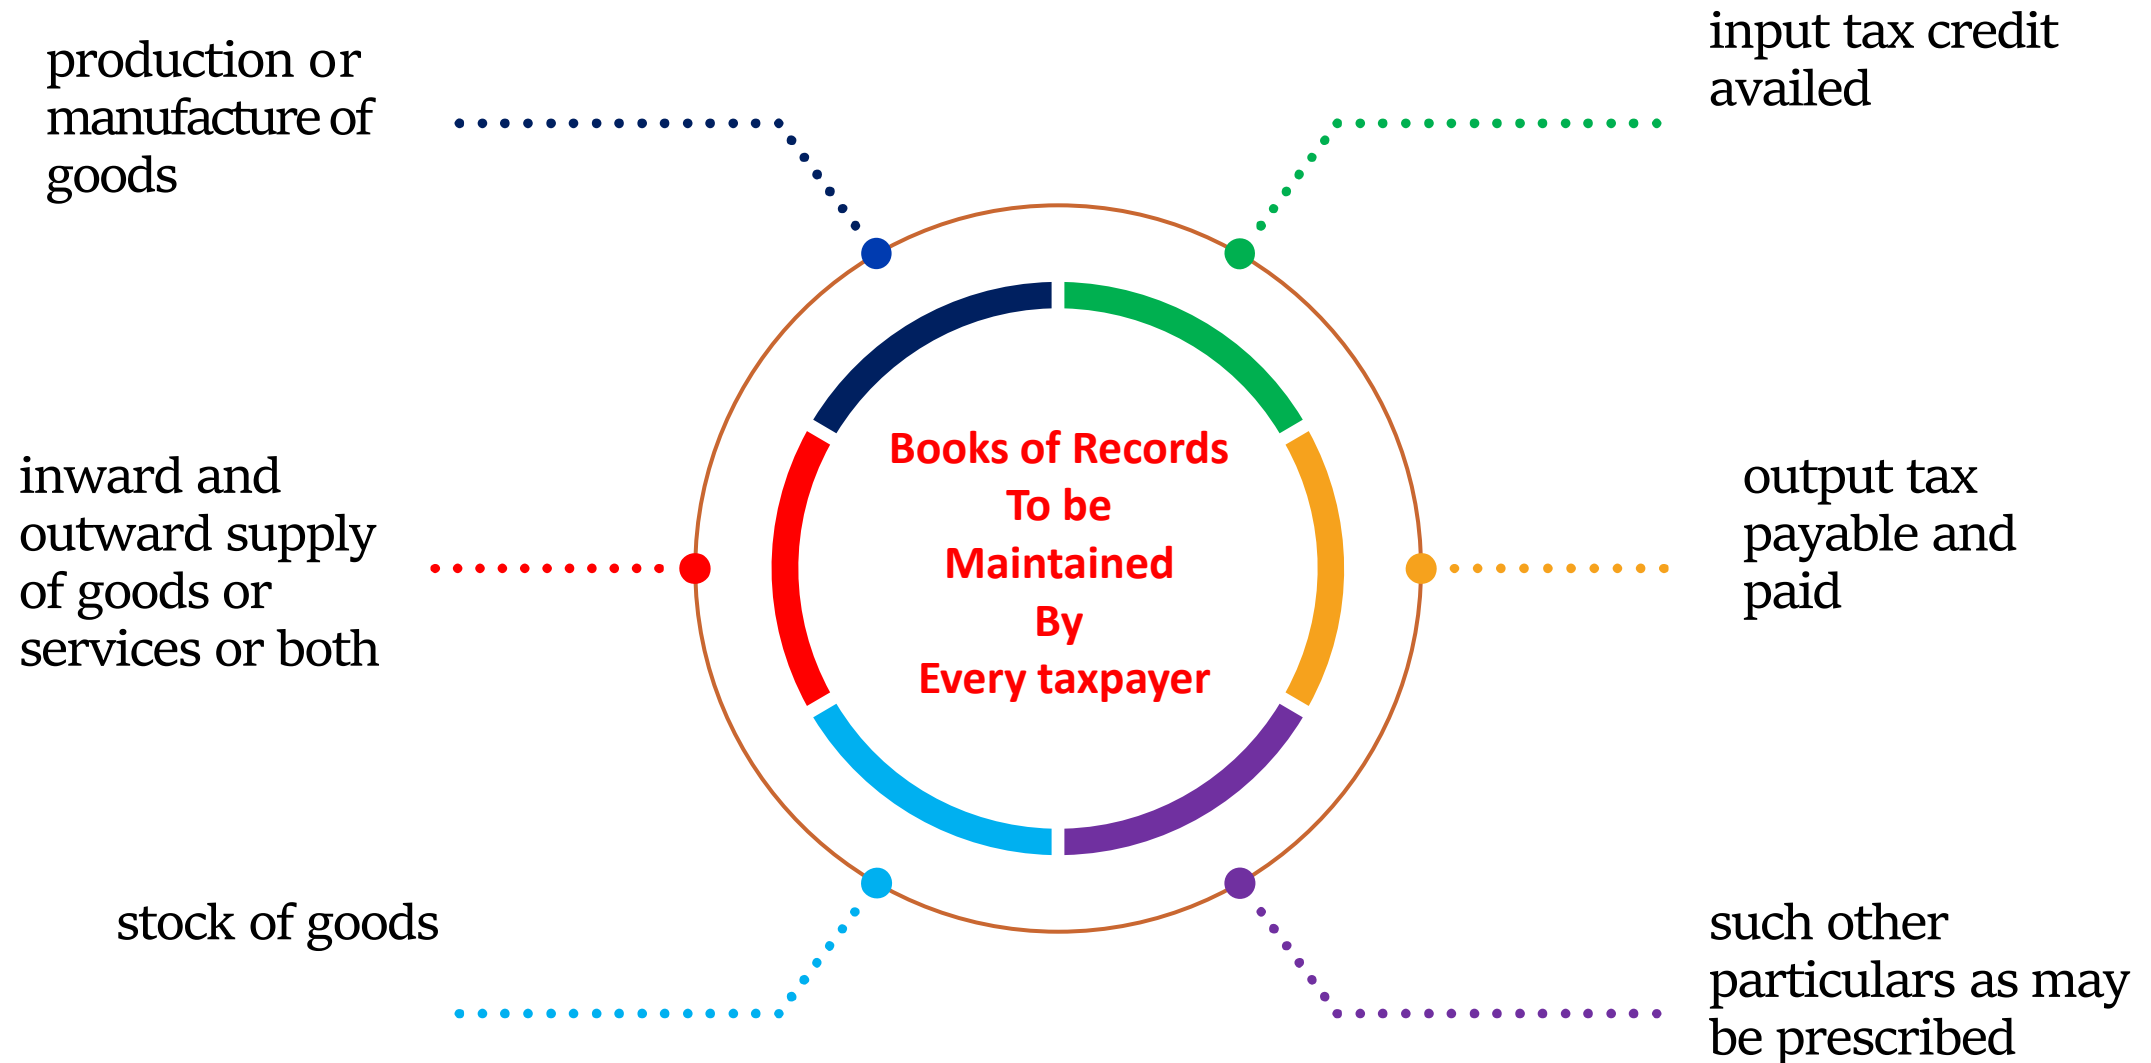 production or
manufacture of
goods
input tax credit
availed
Books of Records
To be
Maintained
By
Every taxpayer
inward and
outward supply
of goods or
services or both
output tax
payable and
paid
stock of goods
such other
particulars as may
be prescribed